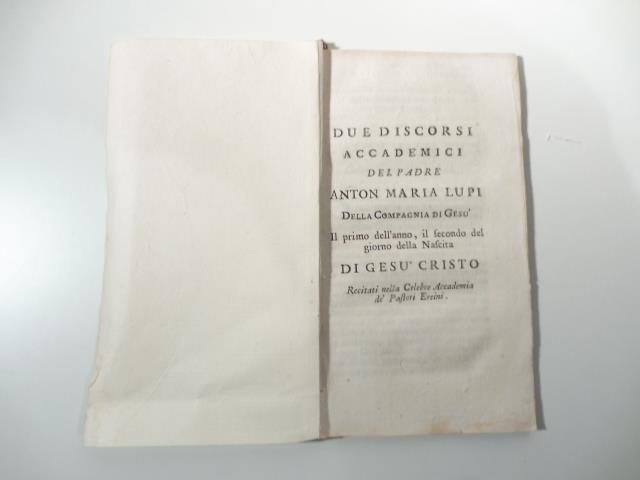 DUE DISCORSI
ACCADEMICI
DEL PADRE
ANTON MARIA LUPI
DELLA COMPAGNIA DI GESU'
Il primo dell'anno, il secondo del
giorno della Nascita
DI GESU' CRISTO
Recitati nella Celebre Accademia
de' Pastori Ereini.